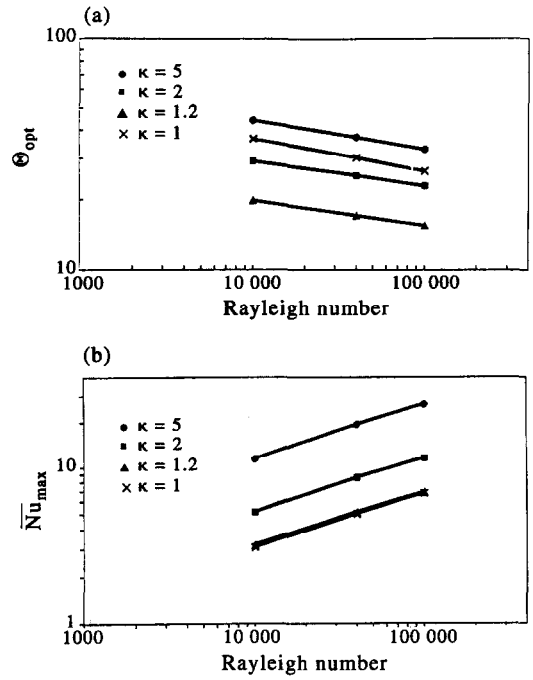 (a)
100
κ = 5
κ = 2
κ = 1.2
κ = 1
Θopt
10
1000
10 000
100 000
Rayleigh number
(b)
κ = 5
κ = 2
κ = 1.2
κ = 1
10
N̅u̅max
1
1000
10 000
100 000
Rayleigh number